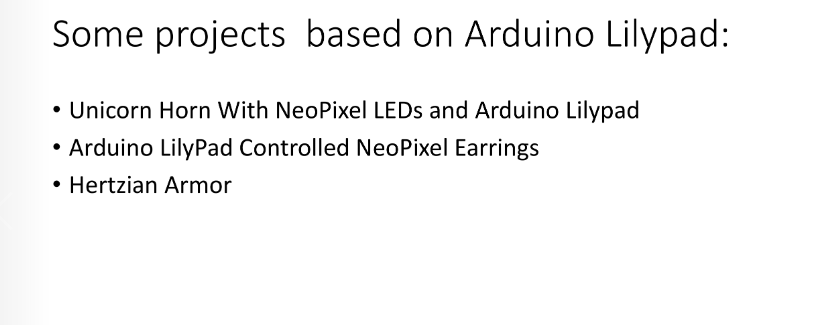 Some projects  based on Arduino Lilypad:
• Unicorn Horn With NeoPixel LEDs and Arduino Lilypad
• Arduino LilyPad Controlled NeoPixel Earrings
• Hertzian Armor